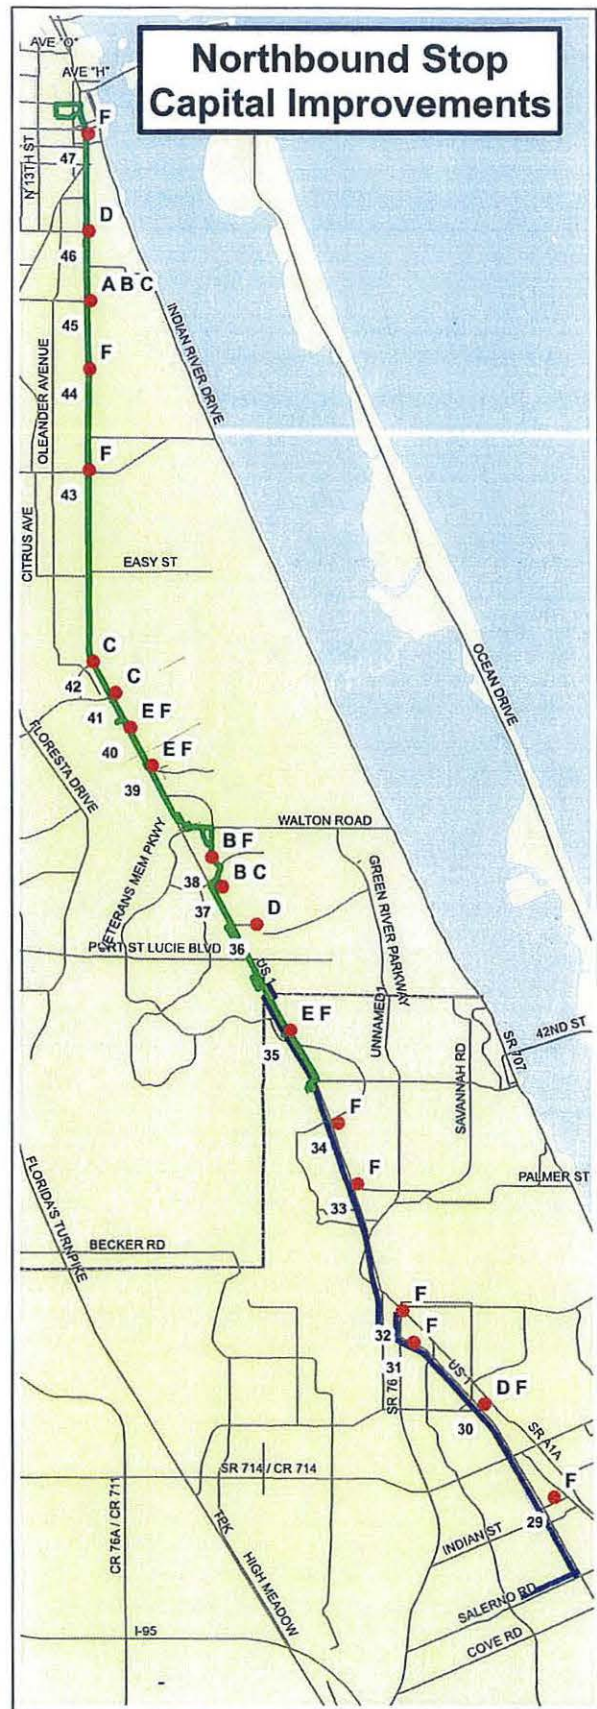 Northbound Stop
Capital Improvements
AVE "O"
AVE "H"
F
N 13TH ST
47
D
46
A B C
45
INDIAN RIVER DRIVE
OLEANDER AVENUE
F
44
F
43
CITRUS AVE
EASY ST
OCEAN DRIVE
C
42
C
41
E F
40
E F
39
FLORESTA DRIVE
WALTON ROAD
VETERANS MEM PKWY
B F
38
B C
37
GREEN RIVER PARKWAY
D
36
PORT ST LUCIE BLVD
US 1
UNNAMED1
E F
35
SR 707
42ND ST
SAVANNAH RD
F
34
F
33
PALMER ST
FLORIDA'S TURNPIKE
BECKER RD
F
32
F
31
US 1
SR 76
D F
30
SR A1A
SR 714 / CR 714
F
29
CR 76A / CR 711
TPK
INDIAN ST
HIGH MEADOW
SALERNO RD
COVE RD
I-95